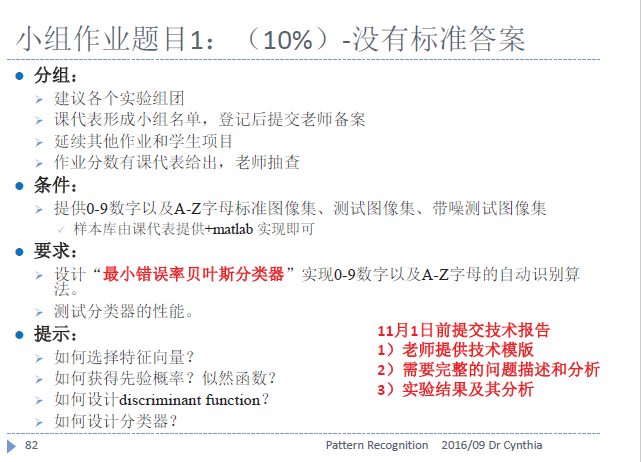 小组作业题目1：（10%）-没有标准答案
分组：
建议各个实验组团
课代表形成小组名单，登记后提交老师备案
延续其他作业和学生项目
作业分数有课代表给出，老师抽查
条件：
提供0-9数字以及A-Z字母标准图像集、测试图像集、带噪测试图像集
样本库由课代表提供+matlab 实现即可
要求：
设计“最小错误率贝叶斯分类器”实现0-9数字以及A-Z字母的自动识别算
法。
测试分类器的性能。
提示：
如何选择特征向量？
如何获得先验概率？似然函数？
如何设计discriminant function？
如何设计分类器？
11月1日前提交技术报告
1）老师提供技术模版
2）需要完整的问题描述和分析
3）实验结果及其分析
82
Pattern Recognition 2016/09 Dr Cynthia